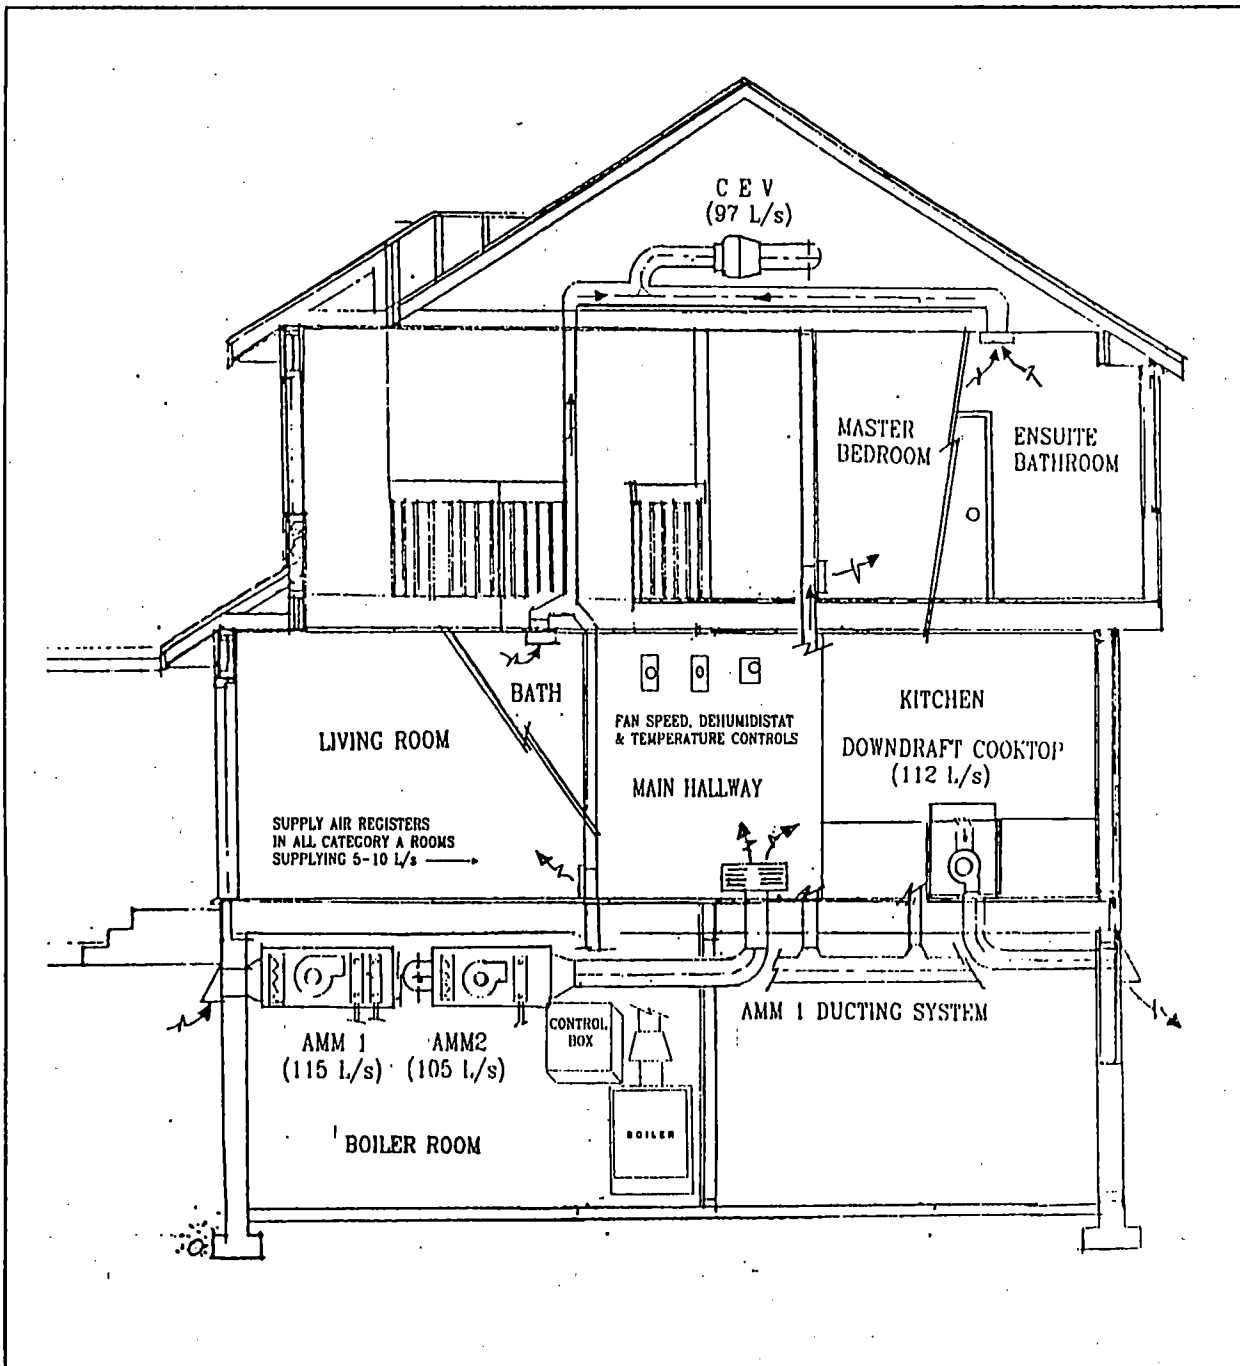 C E V
(97 L/s)
MASTER
BEDROOM
ENSUITE
BATHROOM
BATH
LIVING ROOM
FAN SPEED, DEHUMIDISTAT
& TEMPERATURE CONTROLS
MAIN HALLWAY
KITCHEN
DOWNDRAFT COOKTOP
(112 L/s)
SUPPLY AIR REGISTERS
IN ALL CATEGORY A ROOMS
SUPPLYING 5-10 L/s
AMM 1
(115 L/s)
AMM2
(105 L/s)
CONTROL
BOX
AMM 1 DUCTING SYSTEM
BOILER
BOILER ROOM